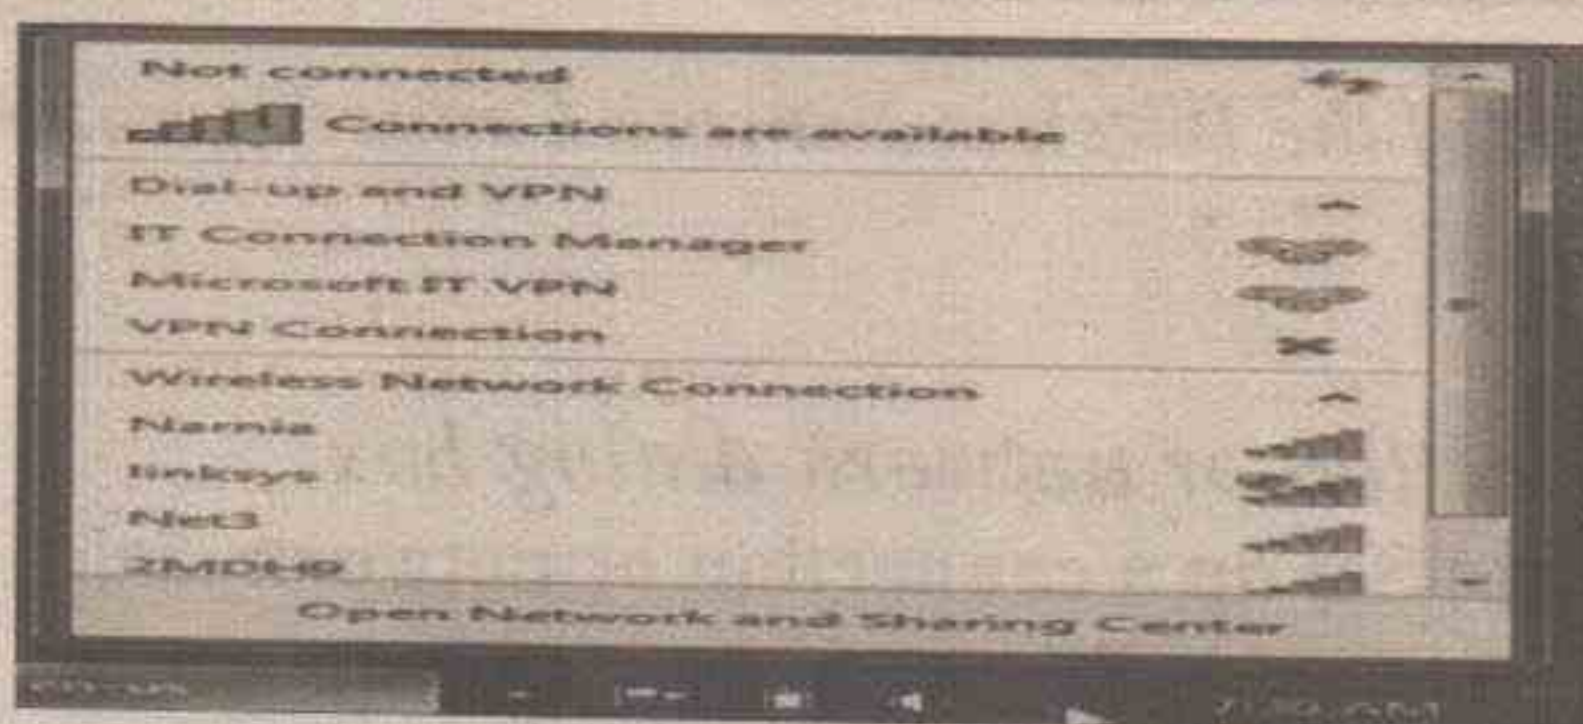 Not connected
Connections are available
Dial-up and VPN
IT Connection Manager
Microsoft IT VPN
VPN Connection
Wireless Network Connection
Narnia
linksys
Net3
2MDH9
Open Network and Sharing Center